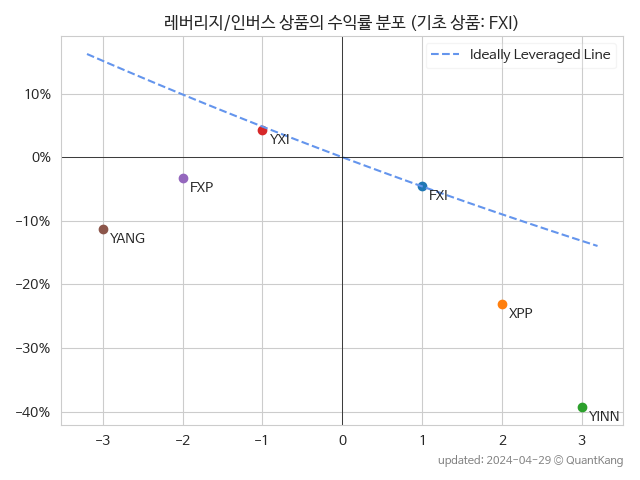 레버리지/인버스 상품의 수익률 분포 (기초 상품: FXI)
Ideally Leveraged Line
10%
0%
−10%
−20%
−30%
−40%
YXI
FXP
FXI
YANG
XPP
YINN
−3 −2 −1 0 1 2 3
updated: 2024-04-29 © QuantKang